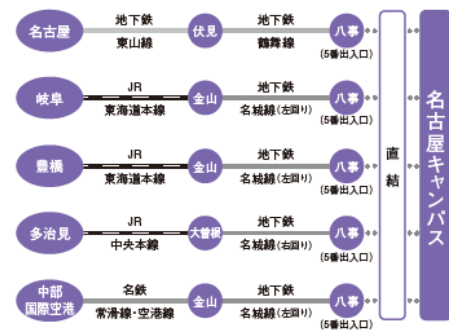 名古屋 地下鉄 東山線 伏見 地下鉄 鶴舞線 八事 (5番出入口)
岐阜 JR 東海道本線 金山 地下鉄 名城線(左回り) 八事 (5番出入口)
豊橋 JR 東海道本線 金山 地下鉄 名城線(左回り) 八事 (5番出入口)
多治見 JR 中央本線 大曽根 地下鉄 名城線(右回り) 八事 (5番出入口)
中部国際空港 名鉄 常滑線・空港線 金山 地下鉄 名城線(左回り) 八事 (5番出入口)
直結
名古屋キャンパス